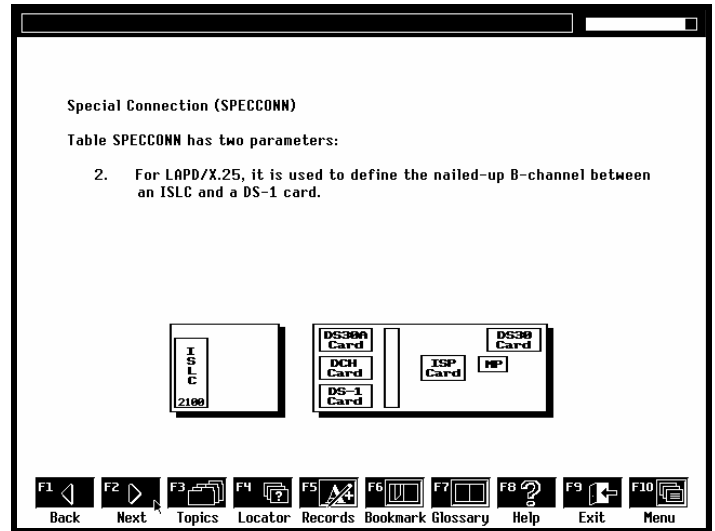 Special Connection (SPECCONN)
Table SPECCONN has two parameters:
2. For LAPD/X.25, it is used to define the nailed-up B-channel between
an ISLC and a DS-1 card.
I
S
L
C
2100
DS30A
Card
DCH
Card
DS-1
Card
ISP
Card
MP
DS30
Card
F1 F2 F3 F4 ? F5 A F6 F7 F8 ? F9 F10
Back Next Topics Locator Records Bookmark Glossary Help Exit Menu